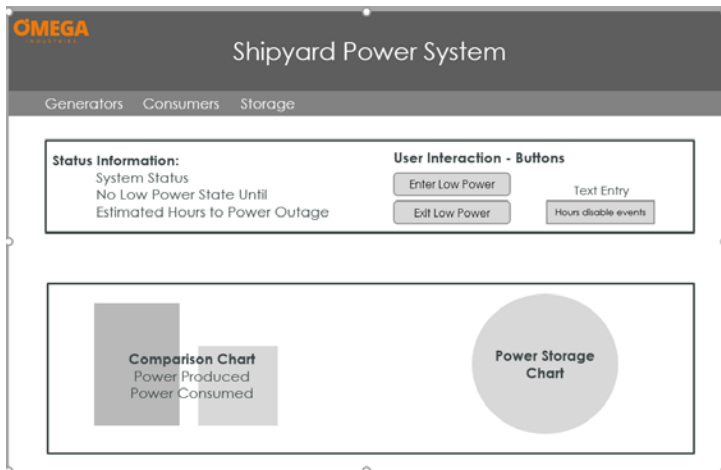 OMEGA
INDUSTRIES
Shipyard Power System
Generators Consumers Storage
Status Information:
System Status
No Low Power State Until
Estimated Hours to Power Outage
User Interaction - Buttons
Enter Low Power
Exit Low Power
Text Entry
Hours disable events
Comparison Chart
Power Produced
Power Consumed
Power Storage
Chart